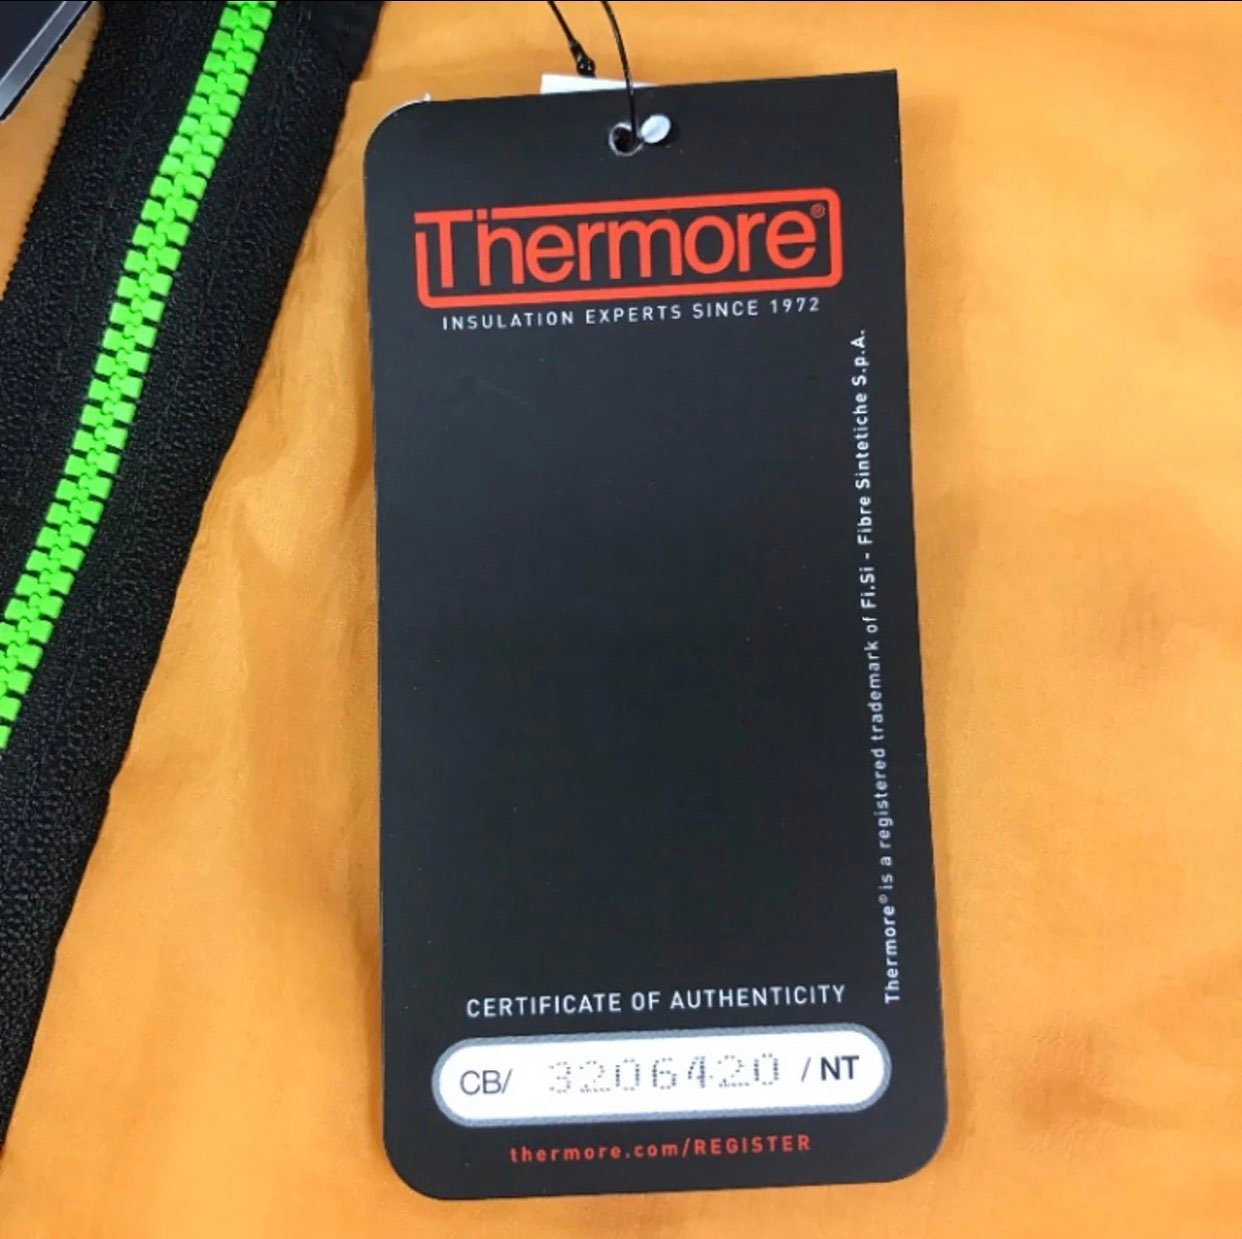 Thermore®
INSULATION EXPERTS SINCE 1972
Thermore® is a registered trademark of Fi.Si - Fibre Sintetiche S.p.A.
CERTIFICATE OF AUTHENTICITY
CB/ 3206420 / NT
thermore.com/REGISTER